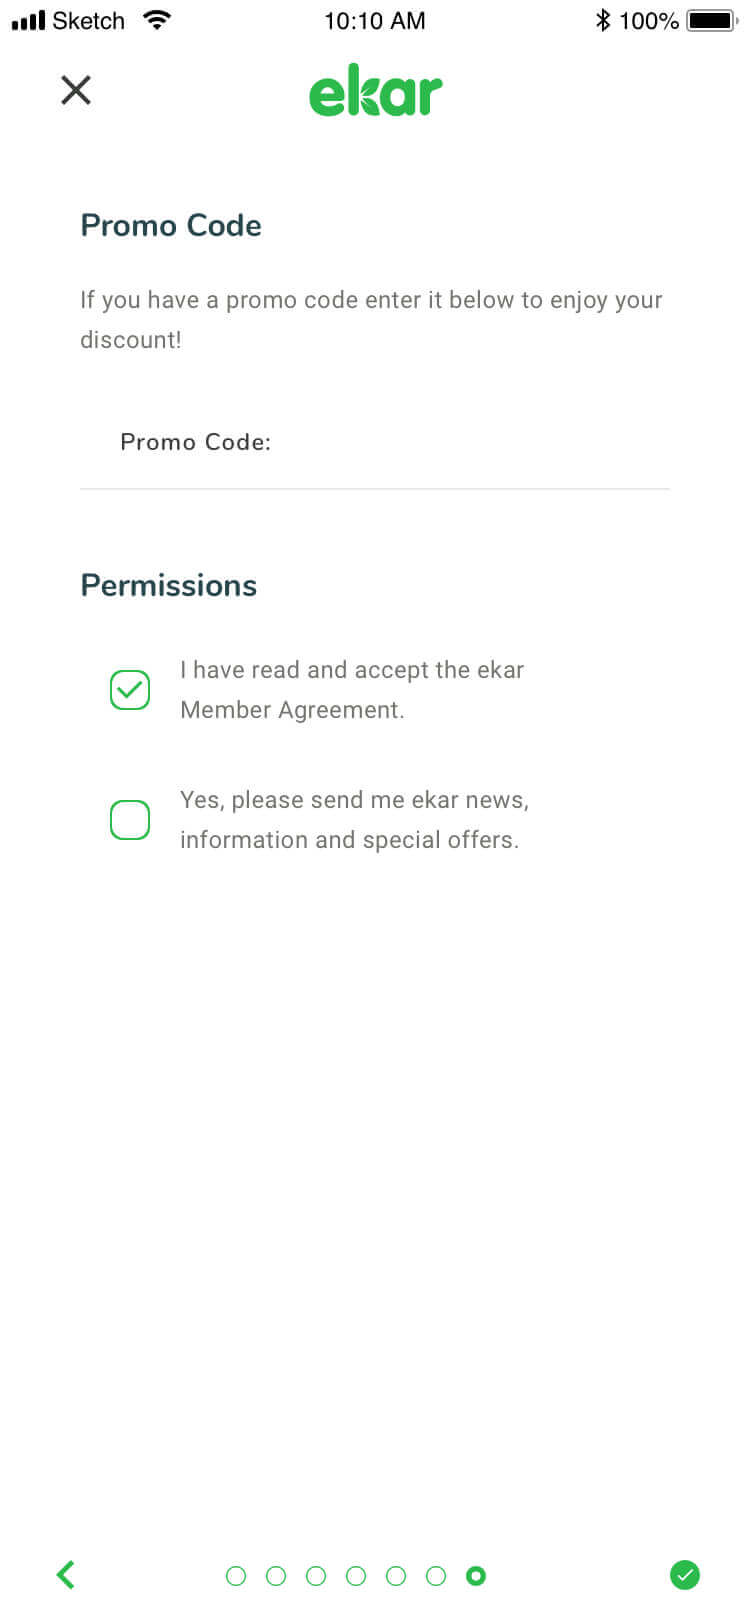 Sketch 10:10 AM 100%
ekar
Promo Code
If you have a promo code enter it below to enjoy your
discount!
Promo Code:
Permissions
I have read and accept the ekar
Member Agreement.
Yes, please send me ekar news,
information and special offers.